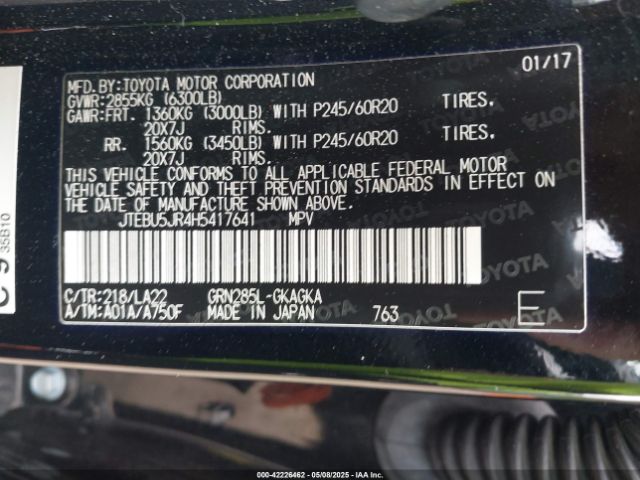 MFD.BY:TOYOTA MOTOR CORPORATION 01/17
GVWR:2855KG (6300LB)
GAWR:FRT. 1360KG (3000LB) WITH P245/60R20 TIRES,
20X7J RIMS.
RR. 1560KG (3450LB) WITH P245/60R20 TIRES,
20X7J RIMS.
THIS VEHICLE CONFORMS TO ALL APPLICABLE FEDERAL MOTOR
VEHICLE SAFETY AND THEFT PREVENTION STANDARDS IN EFFECT ON
THE DATE OF MANUFACTURE SHOWN ABOVE.
JTEBU5JR4H5417641 MPV
C/TR:218/LA22 GRN285L-GKAGKA
A/TM:A01A/A750F MADE IN JAPAN 763 E
C 9 35B10
000-42226462 - 05/08/2025 - IAAI, Inc.